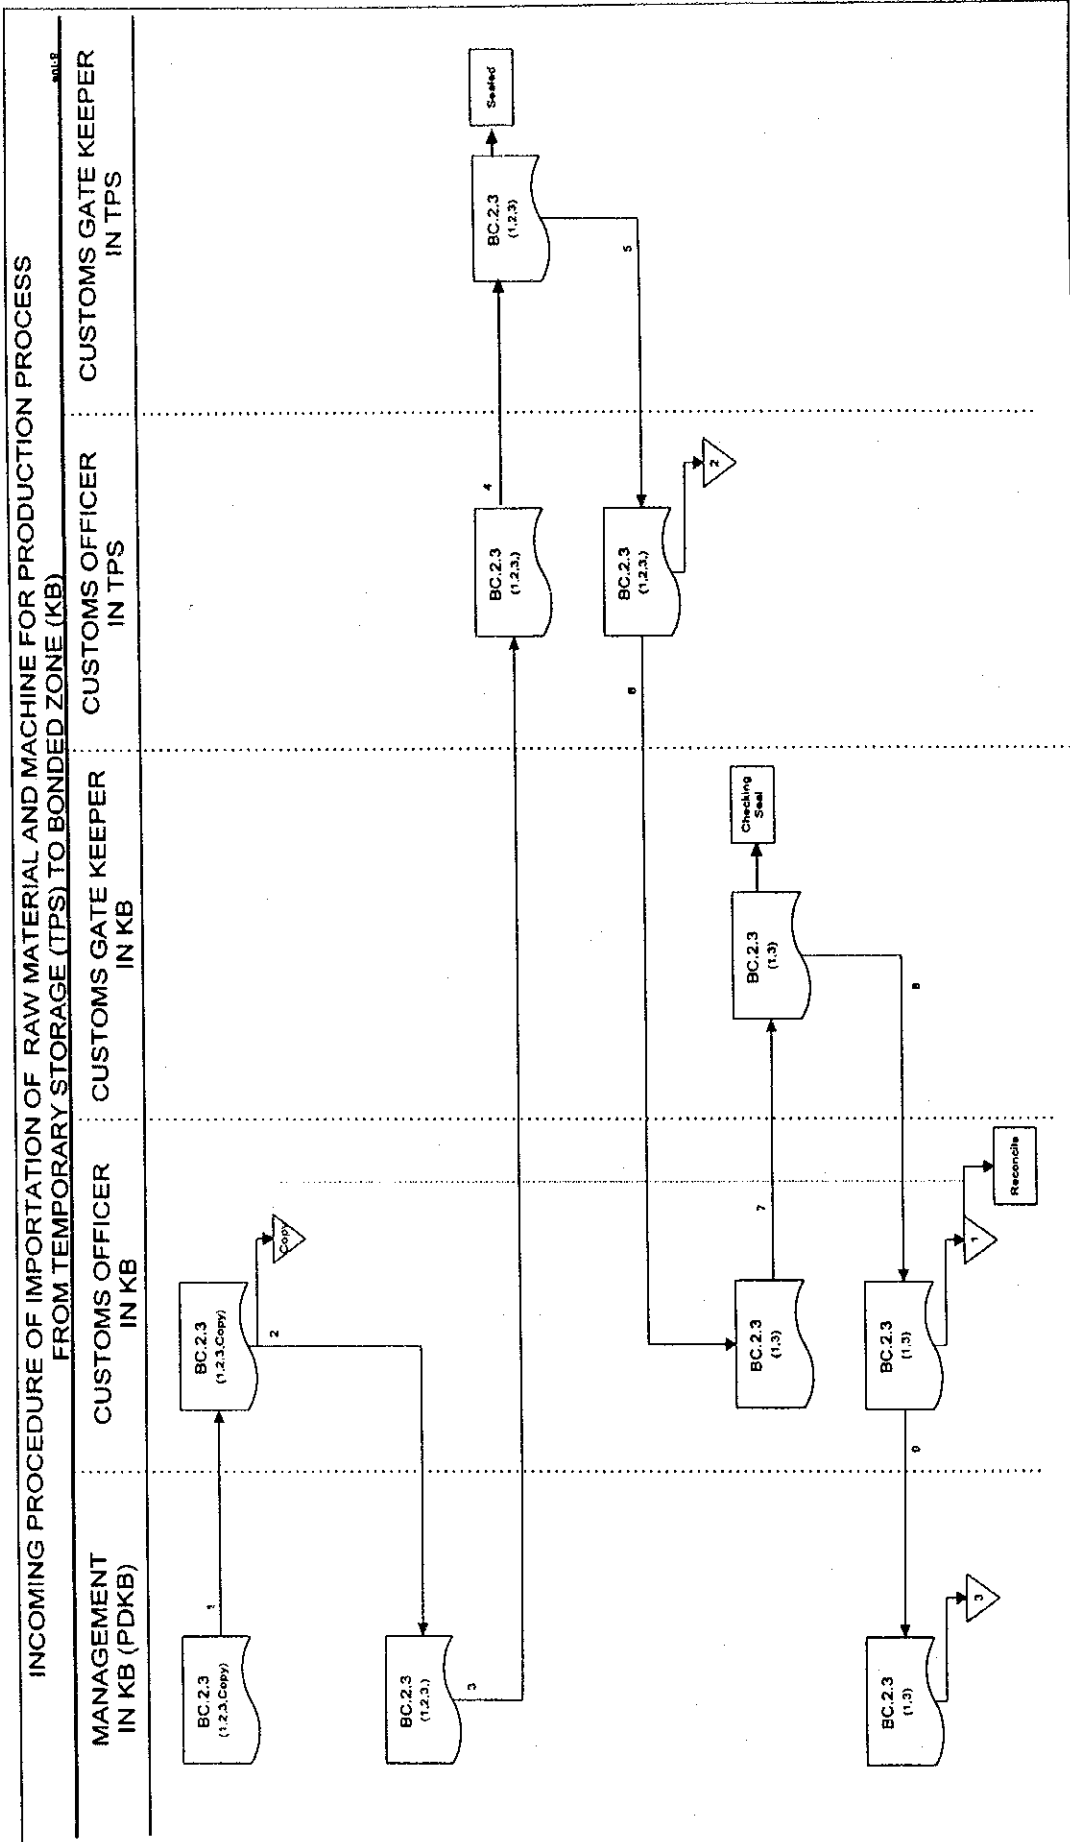 INCOMING PROCEDURE OF IMPORTATION OF RAW MATERIAL AND MACHINE FOR PRODUCTION PROCESS
FROM TEMPORARY STORAGE (TPS) TO BONDED ZONE (KB)
MANAGEMENT
IN KB (PDKB)
CUSTOMS OFFICER
IN KB
CUSTOMS GATE KEEPER
IN KB
CUSTOMS OFFICER
IN TPS
CUSTOMS GATE KEEPER
IN TPS
BC.2.3
(1,2,3,Copy)
1
BC.2.3
(1,2,3,Copy)
Copy
2
BC.2.3
(1,2,3,)
3
BC.2.3
(1,2,3,)
4
BC.2.3
(1,2,3)
Sealed
5
BC.2.3
(1,2,3,)
2
6
BC.2.3
(1,3)
7
BC.2.3
(1,3)
Checking
Seal
8
BC.2.3
(1,3)
1
Reconcile
9
BC.2.3
(1,3)
3